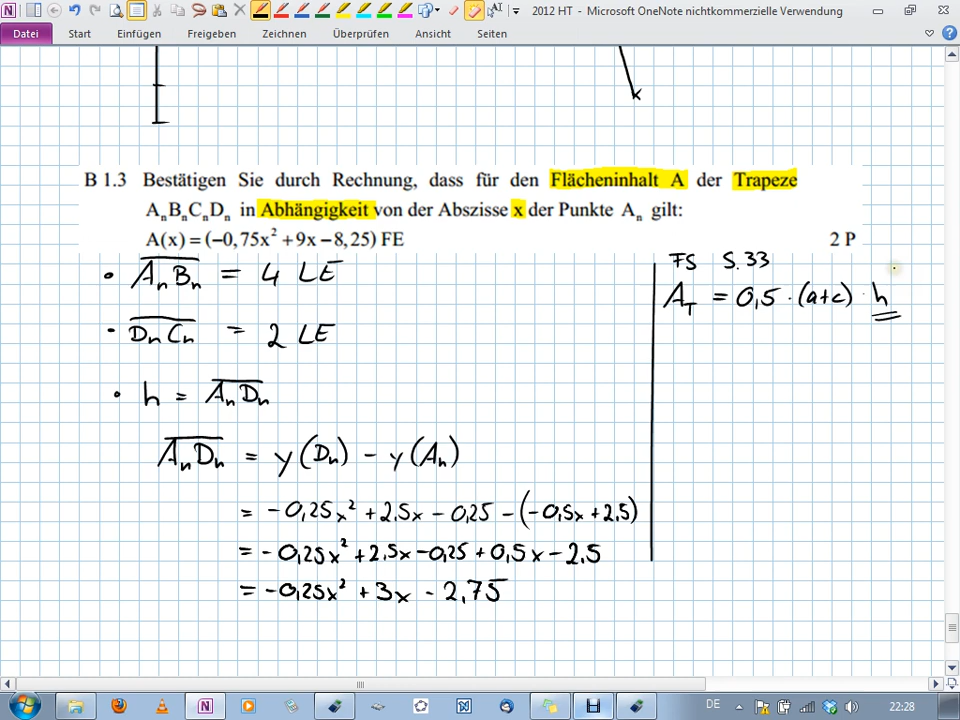 2012 HT - Microsoft OneNote nichtkommerzielle Verwendung
Datei Start Einfügen Freigeben Zeichnen Überprüfen Ansicht Seiten
B 1.3 Bestätigen Sie durch Rechnung, dass für den Flächeninhalt A der Trapeze
AₙBₙCₙDₙ in Abhängigkeit von der Abszisse x der Punkte Aₙ gilt:
A(x) = (−0,75x² + 9x − 8,25) FE 2 P
• AₙBₙ = 4 LE
• DₙCₙ = 2 LE
• h = AₙDₙ
AₙDₙ = y(Dₙ) − y(Aₙ)
= −0,25x² + 2,5x − 0,25 − (−0,5x + 2,5)
= −0,25x² + 2,5x − 0,25 + 0,5x − 2,5
= −0,25x² + 3x − 2,75
FS S.33
A_T = 0,5 · (a+c) · h
DE 22:28